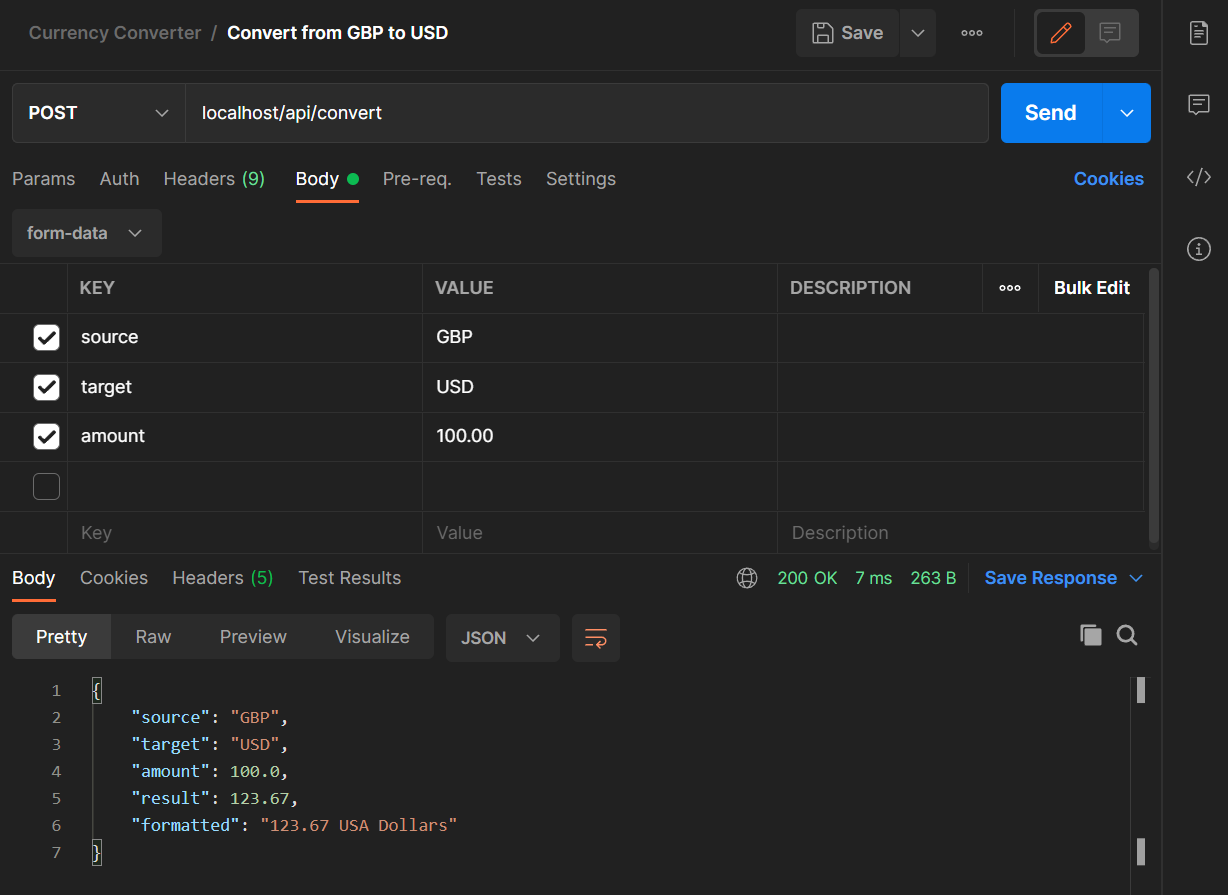 Currency Converter / Convert from GBP to USD
Save
POST
localhost/api/convert
Send
Params Auth Headers (9) Body Pre-req. Tests Settings Cookies
form-data
KEY VALUE DESCRIPTION Bulk Edit
source GBP
target USD
amount 100.00
Key Value Description
Body Cookies Headers (5) Test Results 200 OK 7 ms 263 B Save Response
Pretty Raw Preview Visualize JSON
1 {
2 "source": "GBP",
3 "target": "USD",
4 "amount": 100.0,
5 "result": 123.67,
6 "formatted": "123.67 USA Dollars"
7 }